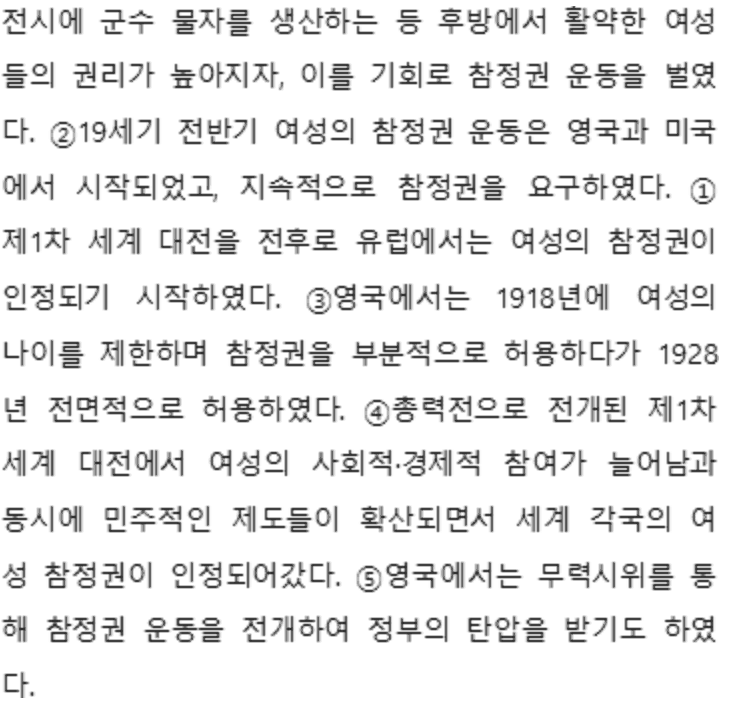 전시에 군수 물자를 생산하는 등 후방에서 활약한 여성
들의 권리가 높아지자, 이를 기회로 참정권 운동을 벌였
다. ②19세기 전반기 여성의 참정권 운동은 영국과 미국
에서 시작되었고, 지속적으로 참정권을 요구하였다. ①
제1차 세계 대전을 전후로 유럽에서는 여성의 참정권이
인정되기 시작하였다. ③영국에서는 1918년에 여성의
나이를 제한하며 참정권을 부분적으로 허용하다가 1928
년 전면적으로 허용하였다. ④총력전으로 전개된 제1차
세계 대전에서 여성의 사회적·경제적 참여가 늘어남과
동시에 민주적인 제도들이 확산되면서 세계 각국의 여
성 참정권이 인정되어갔다. ⑤영국에서는 무력시위를 통
해 참정권 운동을 전개하여 정부의 탄압을 받기도 하였
다.